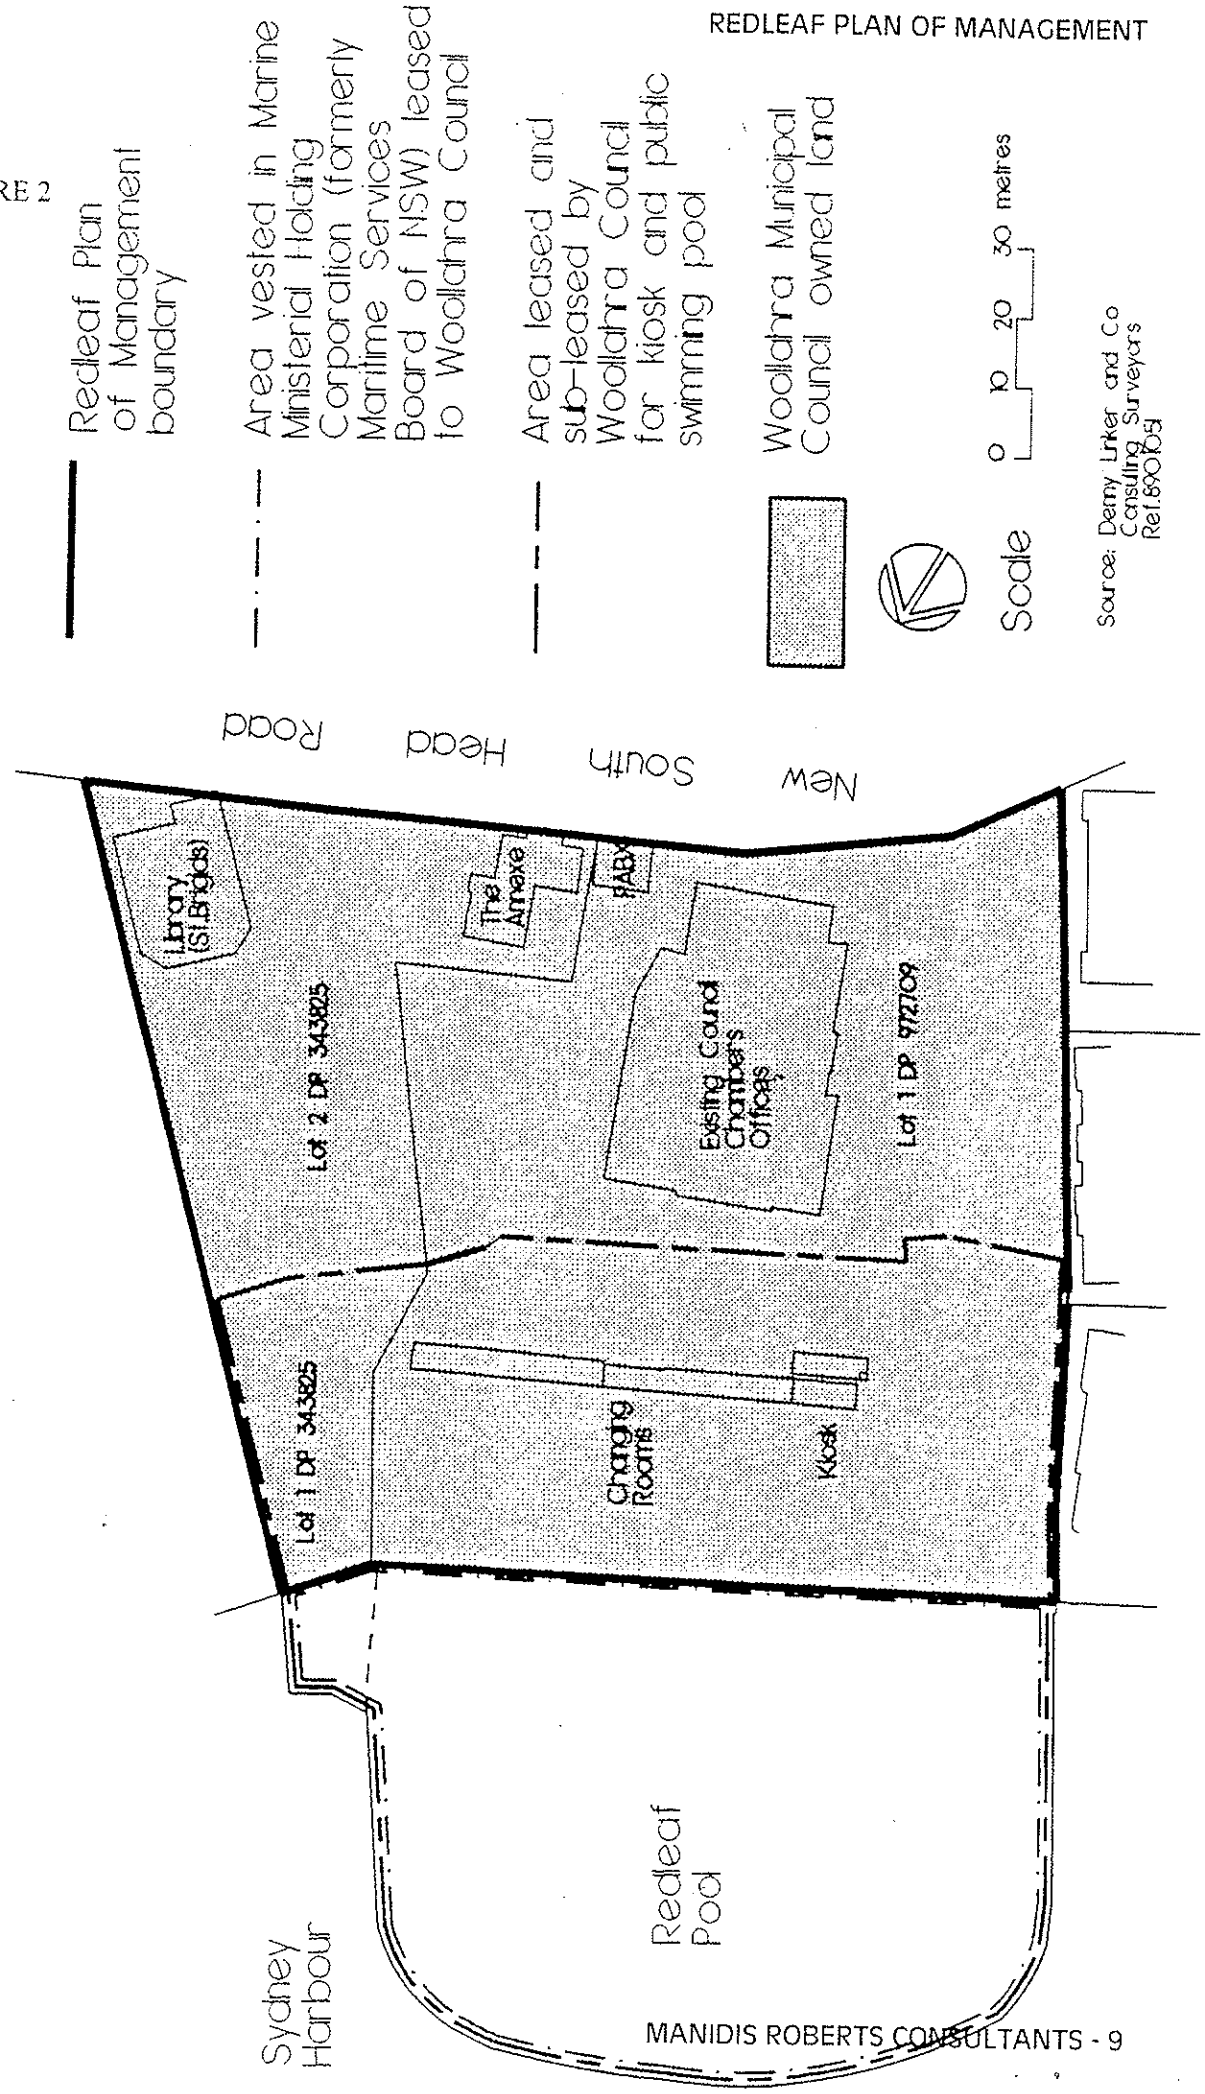 REDLEAF PLAN OF MANAGEMENT
RE 2
Redleaf Plan
of Management
boundary
Area vested in Marine
Ministerial Holding
Corporation (formerly
Maritime Services
Board of NSW) leased
to Woollahra Council
Area leased and
sub-leased by
Woollahra Council
for kiosk and public
swimming pool
Woollahra Municipal
Council owned land
0 10 20 30 metres
Scale
Source: Denny Linker and Co
Consulting Surveyors
Ref.
New South Head Road
Library
(St.Brigids)
The
Annexe
PABX
Lot 2 DP 343825
Existing Council
Chambers
Offices
Lot 1 DP 972709
Lot 1 DP 343825
Changing
Rooms
Kiosk
Sydney
Harbour
Redleaf
Pool
MANIDIS ROBERTS CONSULTANTS - 9